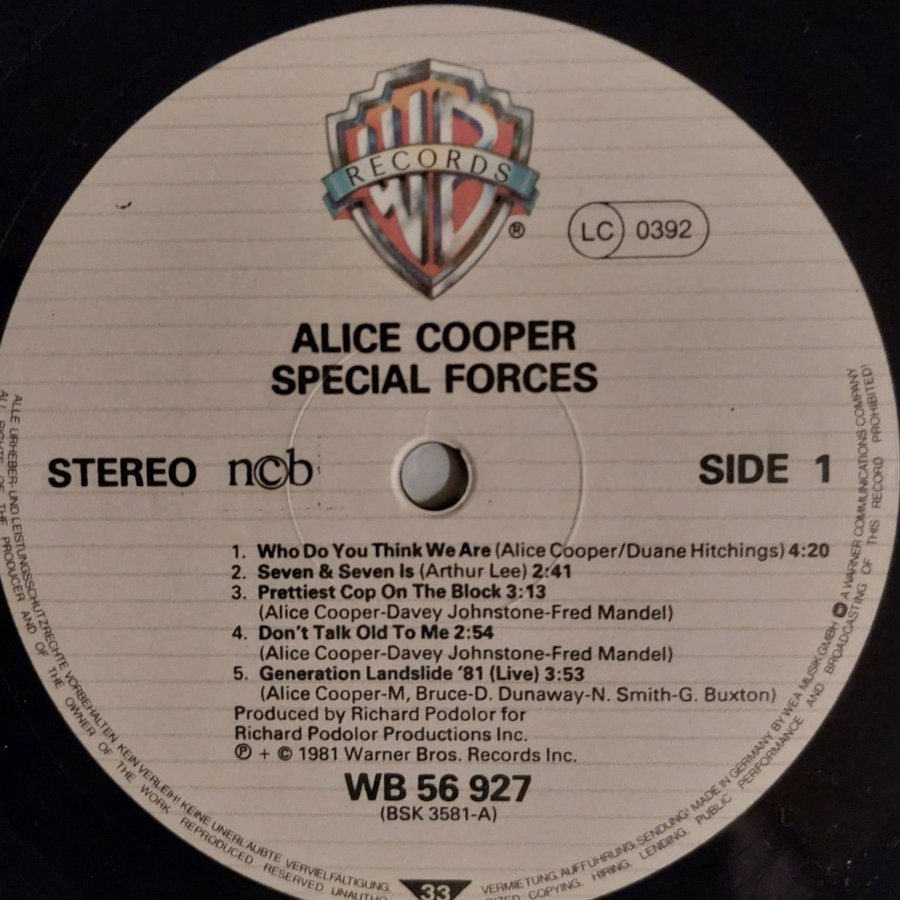 WB
RECORDS
®
LC 0392
ALICE COOPER
SPECIAL FORCES
STEREO ncb
SIDE 1
1. Who Do You Think We Are (Alice Cooper/Duane Hitchings) 4:20
2. Seven & Seven Is (Arthur Lee) 2:41
3. Prettiest Cop On The Block 3:13
(Alice Cooper-Davey Johnstone-Fred Mandel)
4. Don't Talk Old To Me 2:54
(Alice Cooper-Davey Johnstone-Fred Mandel)
5. Generation Landslide '81 (Live) 3:53
(Alice Cooper-M, Bruce-D. Dunaway-N. Smith-G. Buxton)
Produced by Richard Podolor for
Richard Podolor Productions Inc.
℗ + © 1981 Warner Bros. Records Inc.
WB 56 927
(BSK 3581-A)
33
ALLE URHEBER- UND LEISTUNGSSCHUTZRECHTE VORBEHALTEN KEIN VERLEIH! KEINE UNERLAUBTE VERVIELFÄLTIGUNG, VERMIETUNG, AUFFÜHRUNG, SENDUNG! MADE IN GERMANY BY WEA MUSIK GMBH A WARNER COMMUNICATIONS COMPANY
ALL RIGHTS OF THE PRODUCER AND OF THE OWNER OF THE WORK REPRODUCED RESERVED COPYING, HIRING, LENDING, PUBLIC PERFORMANCE AND BROADCASTING OF THIS RECORD PROHIBITED!